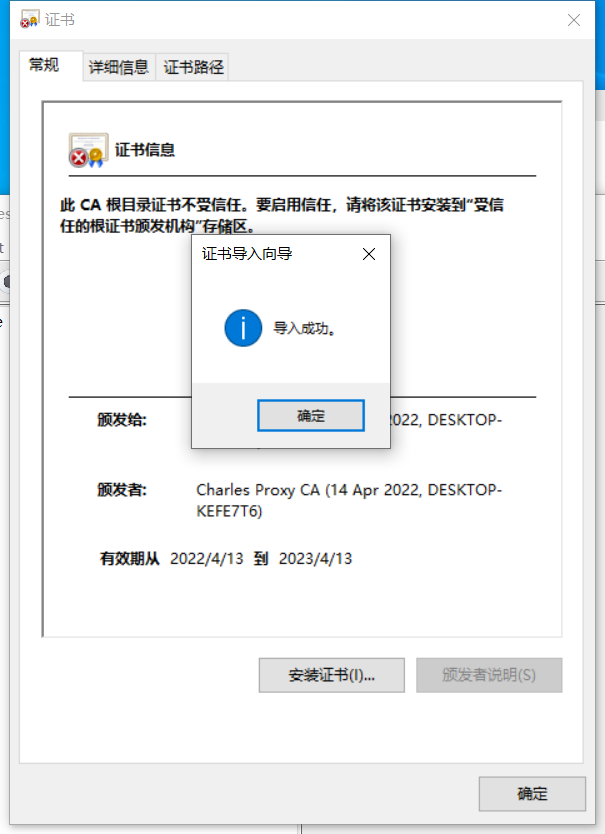 证书
常规 详细信息 证书路径
证书信息
此 CA 根目录证书不受信任。要启用信任，请将该证书安装到“受信
任的根证书颁发机构”存储区。
证书导入向导
导入成功。
确定
颁发给: 2022, DESKTOP-
颁发者: Charles Proxy CA (14 Apr 2022, DESKTOP-
KEFE7T6)
有效期从 2022/4/13 到 2023/4/13
安装证书(I)... 颁发者说明(S)
确定